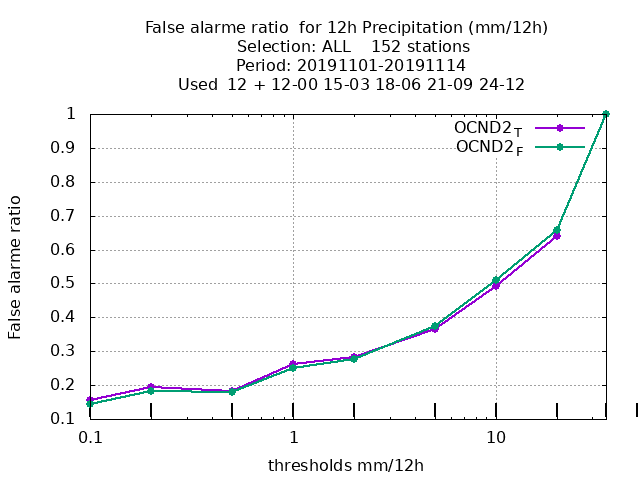 False alarme ratio  for 12h Precipitation (mm/12h)
Selection: ALL    152 stations
Period: 20191101-20191114
Used  12 + 12-00 15-03 18-06 21-09 24-12
OCND2T
OCND2F
False alarme ratio
1
0.9
0.8
0.7
0.6
0.5
0.4
0.3
0.2
0.1
0.1 1 10
thresholds mm/12h